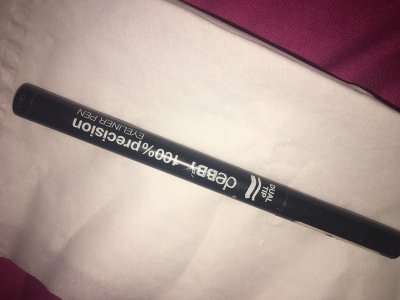 DUAL
TIP
deBBY
100%precision
EYELINER PEN